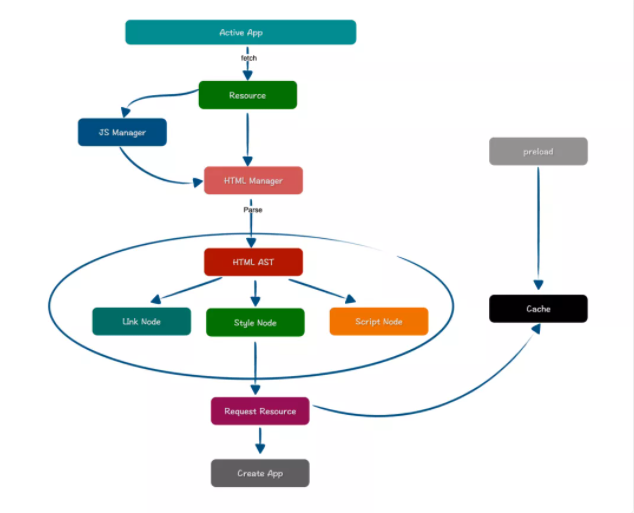 Active App
fetch
Resource
JS Manager
preload
HTML Manager
Parse
HTML AST
Link Node
Style Node
Script Node
Cache
Request Resource
Create App